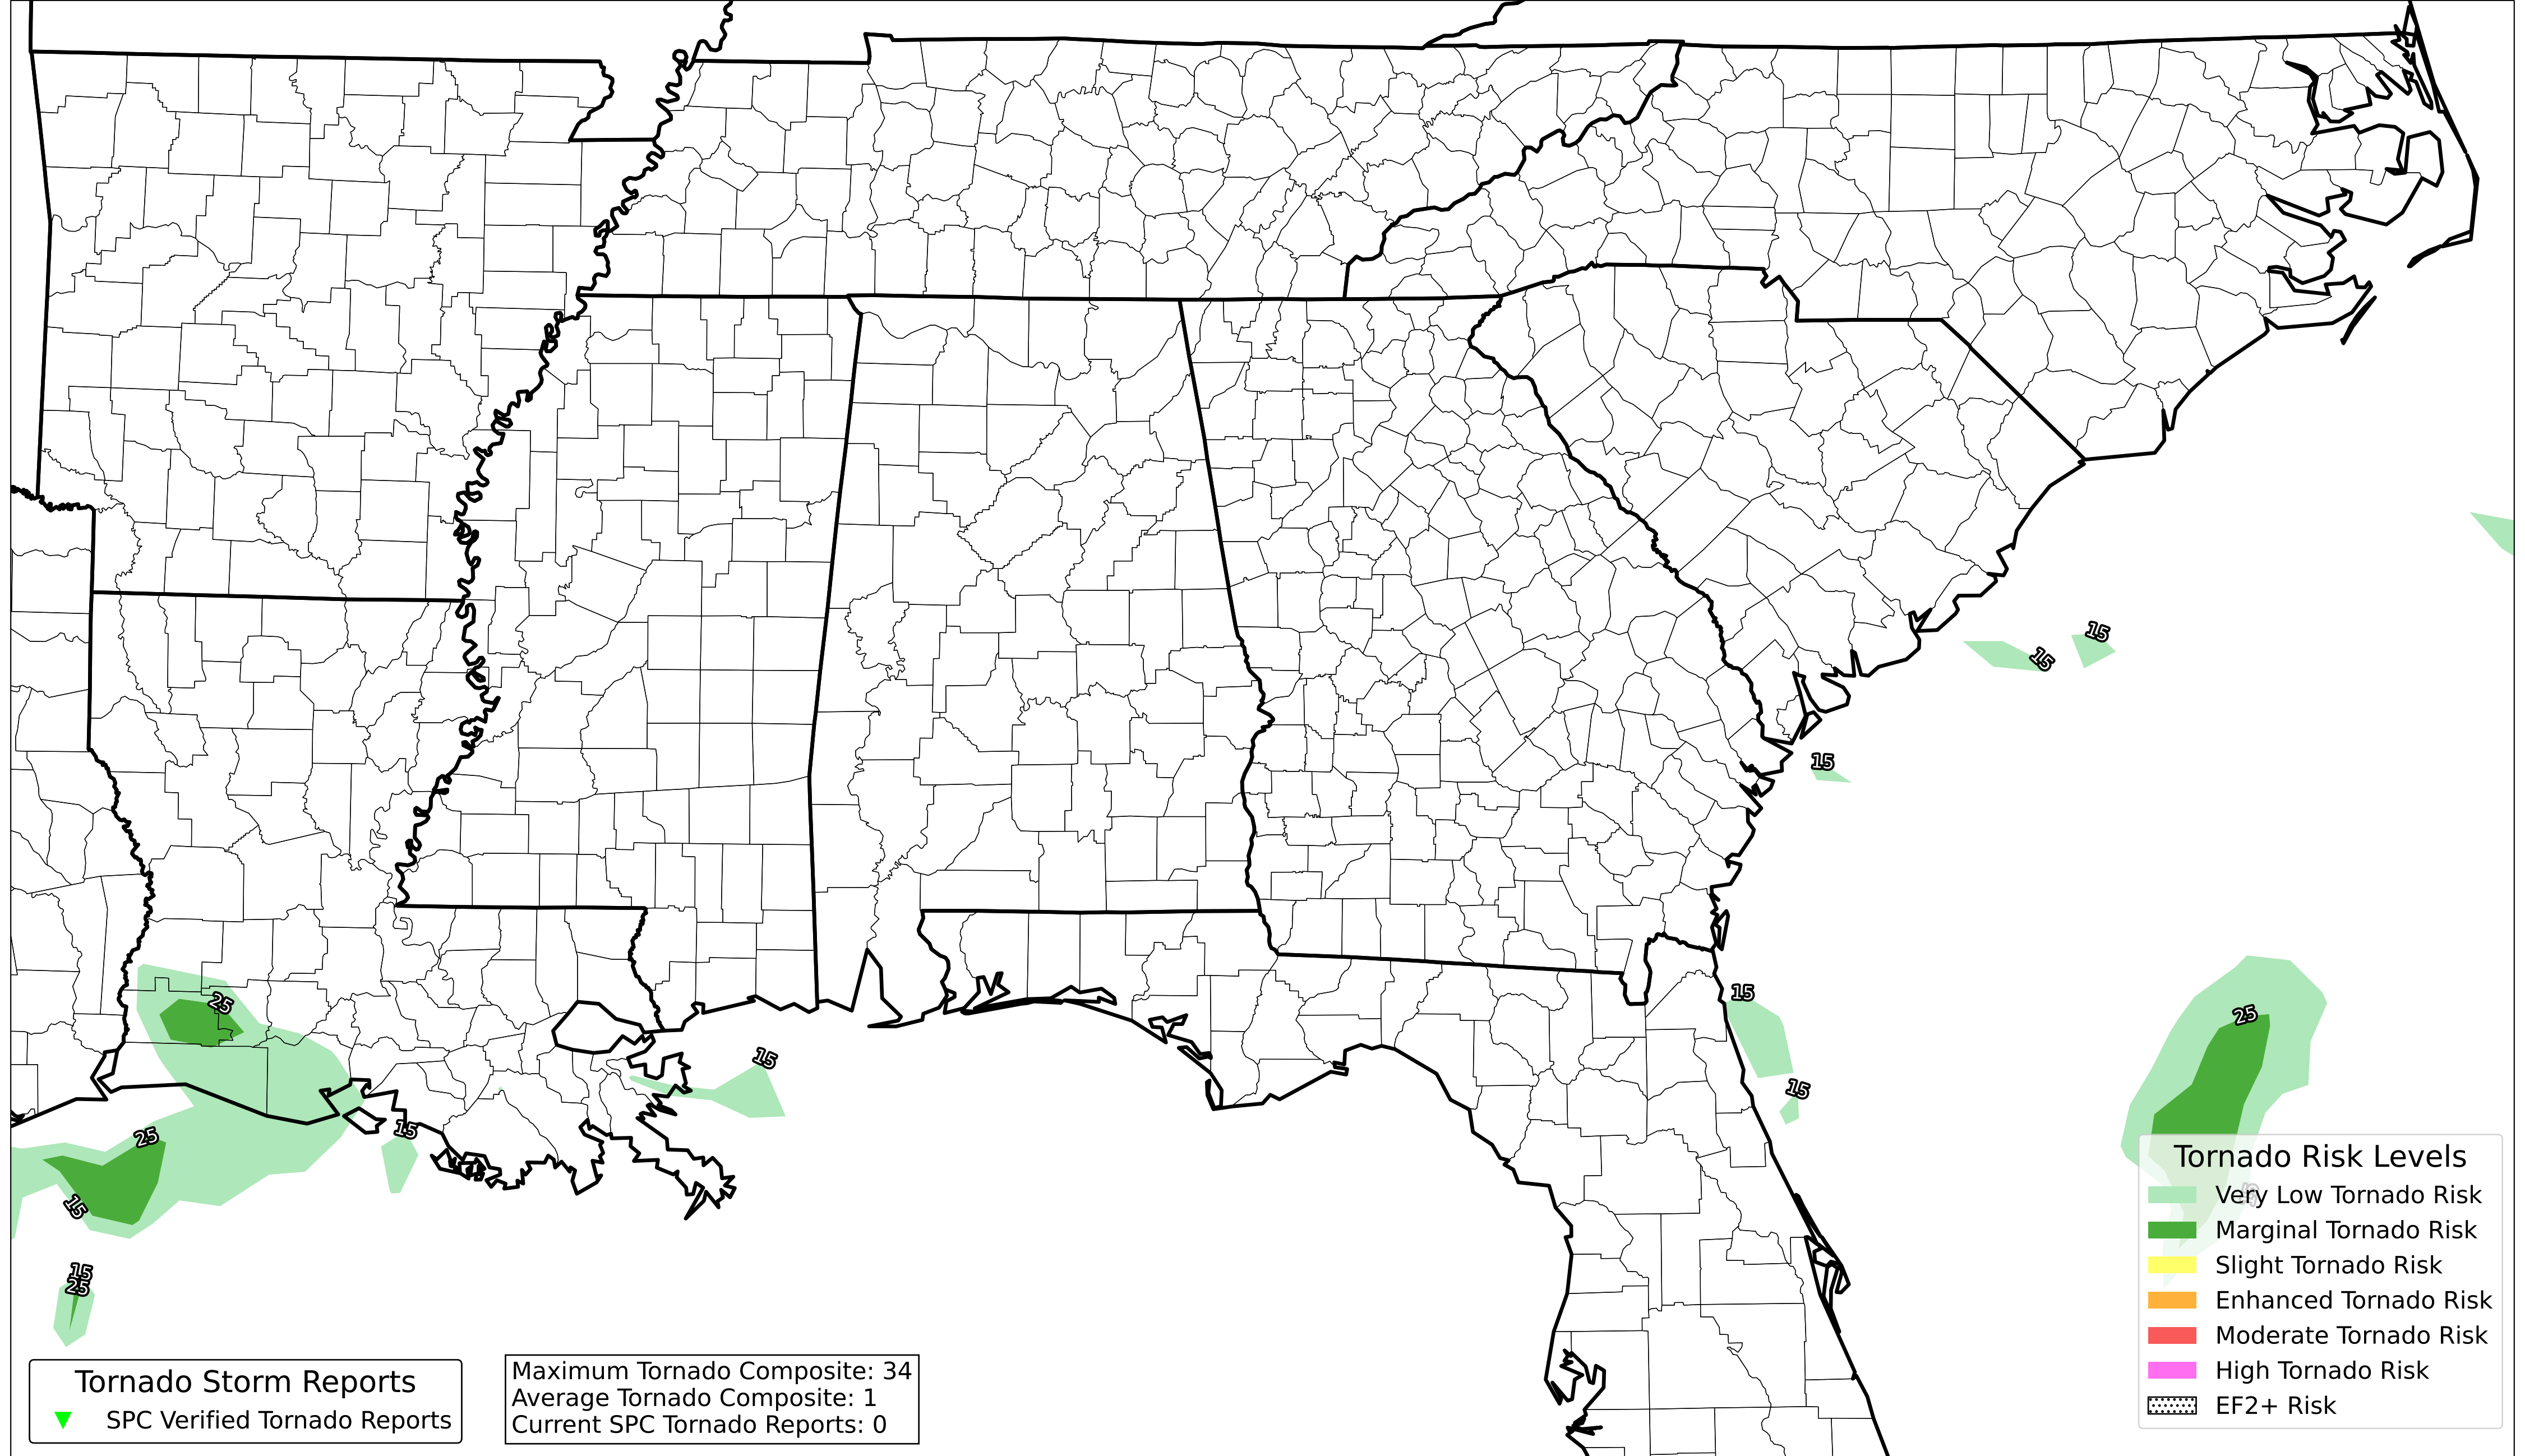 15
15
15
15
25
15
25
15
15
25
15
15
15
25
Tornado Risk Levels
Very Low Tornado Risk
Marginal Tornado Risk
Slight Tornado Risk
Enhanced Tornado Risk
Moderate Tornado Risk
High Tornado Risk
EF2+ Risk
Tornado Storm Reports
SPC Verified Tornado Reports
Maximum Tornado Composite: 34
Average Tornado Composite: 1
Current SPC Tornado Reports: 0